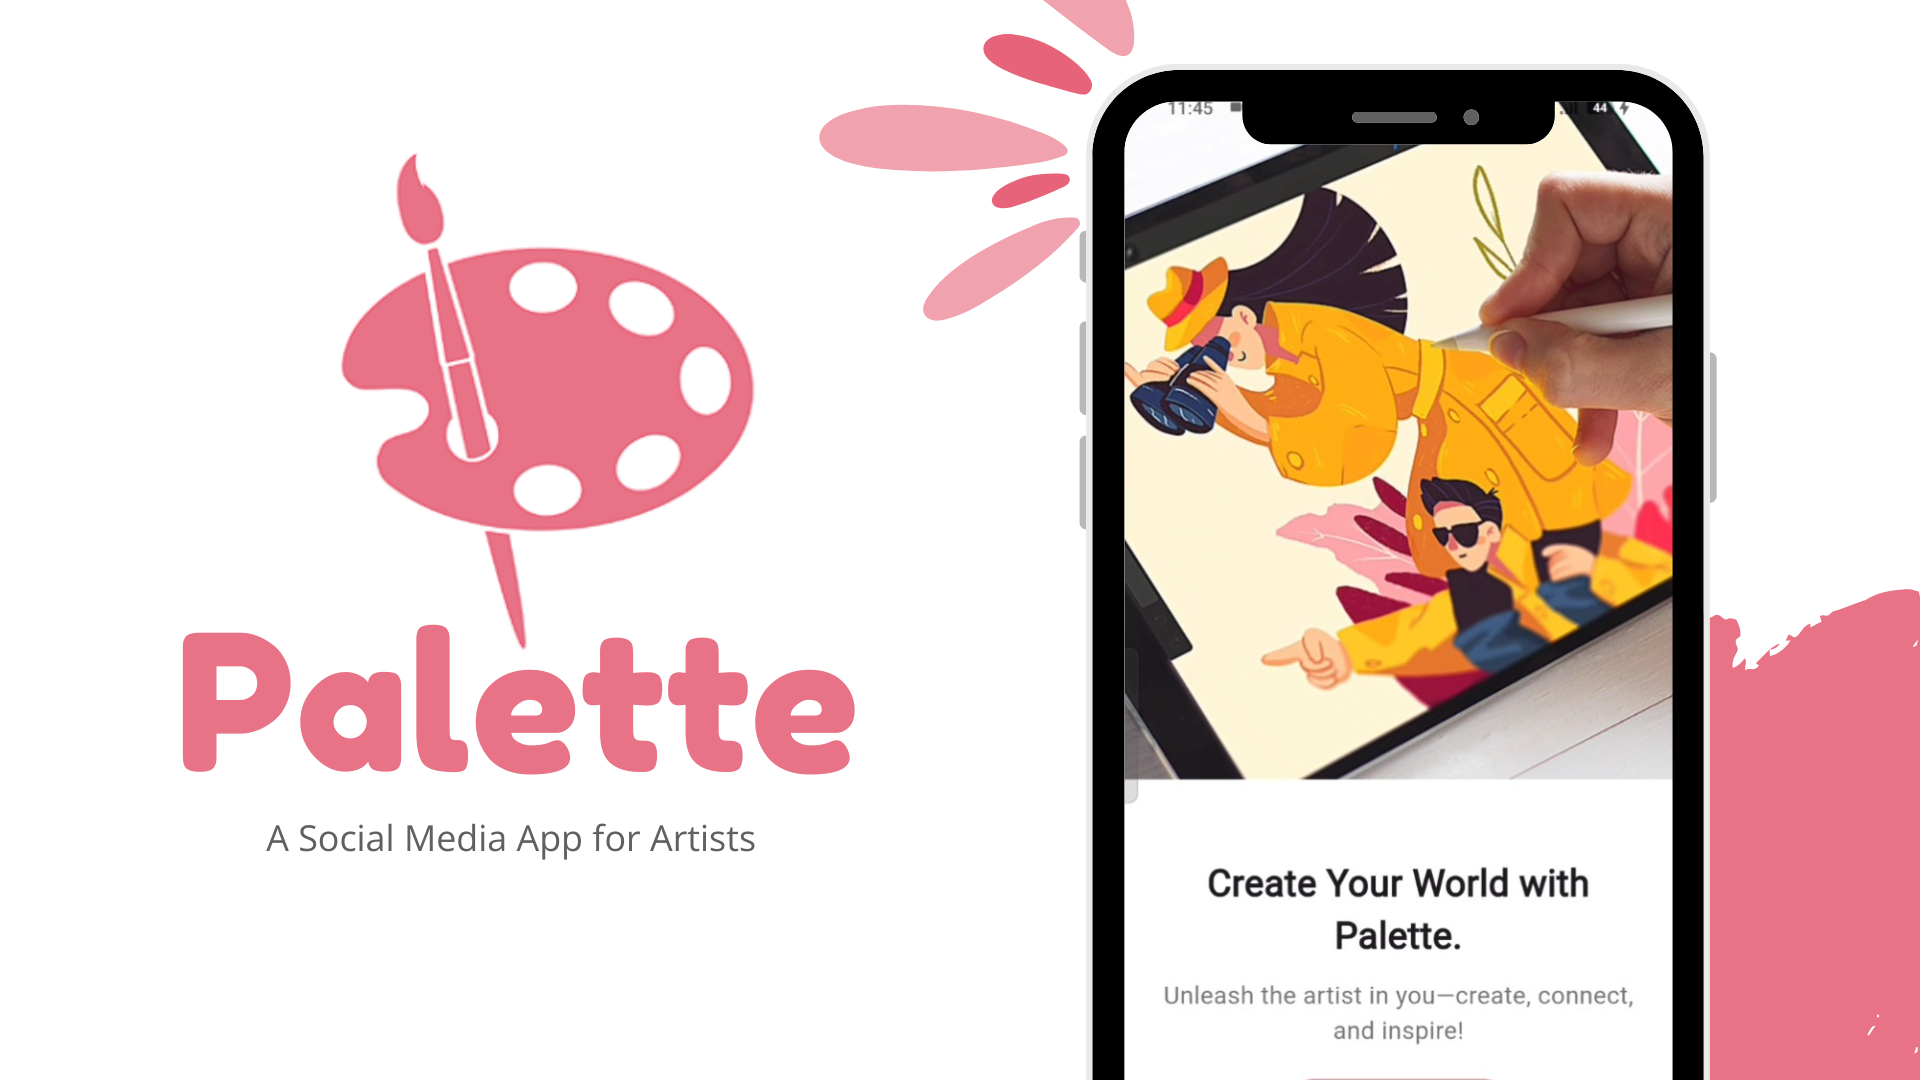 Palette
A Social Media App for Artists
11:45
44
Create Your World with
Palette.
Unleash the artist in you—create, connect,
and inspire!